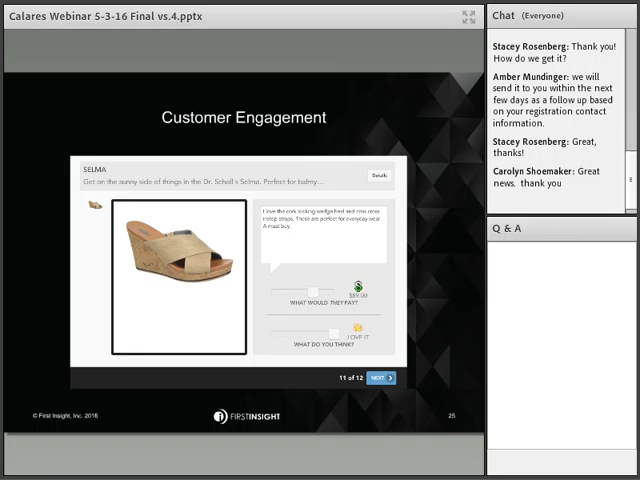 Calares Webinar 5-3-16 Final vs.4.pptx
Customer Engagement
SELMA
Get on the sunny side of things in the Dr. Scholl s Selma. Perfect for balmy...
Details
I love the cork looking wedge heel and criss cross
instep straps. These are perfect for everyday wear.
A must buy.
$89.00
WHAT WOULD THEY PAY?
LOVE IT
WHAT DO YOU THINK?
11 of 12
NEXT
© First Insight, Inc. 2016
FIRSTINSIGHT
25
Chat (Everyone)
Stacey Rosenberg: Thank you!
How do we get it?
Amber Mundinger: we will
send it to you within the next
few days as a follow up based
on your registration contact
information.
Stacey Rosenberg: Great,
thanks!
Carolyn Shoemaker: Great
news. thank you
Q & A